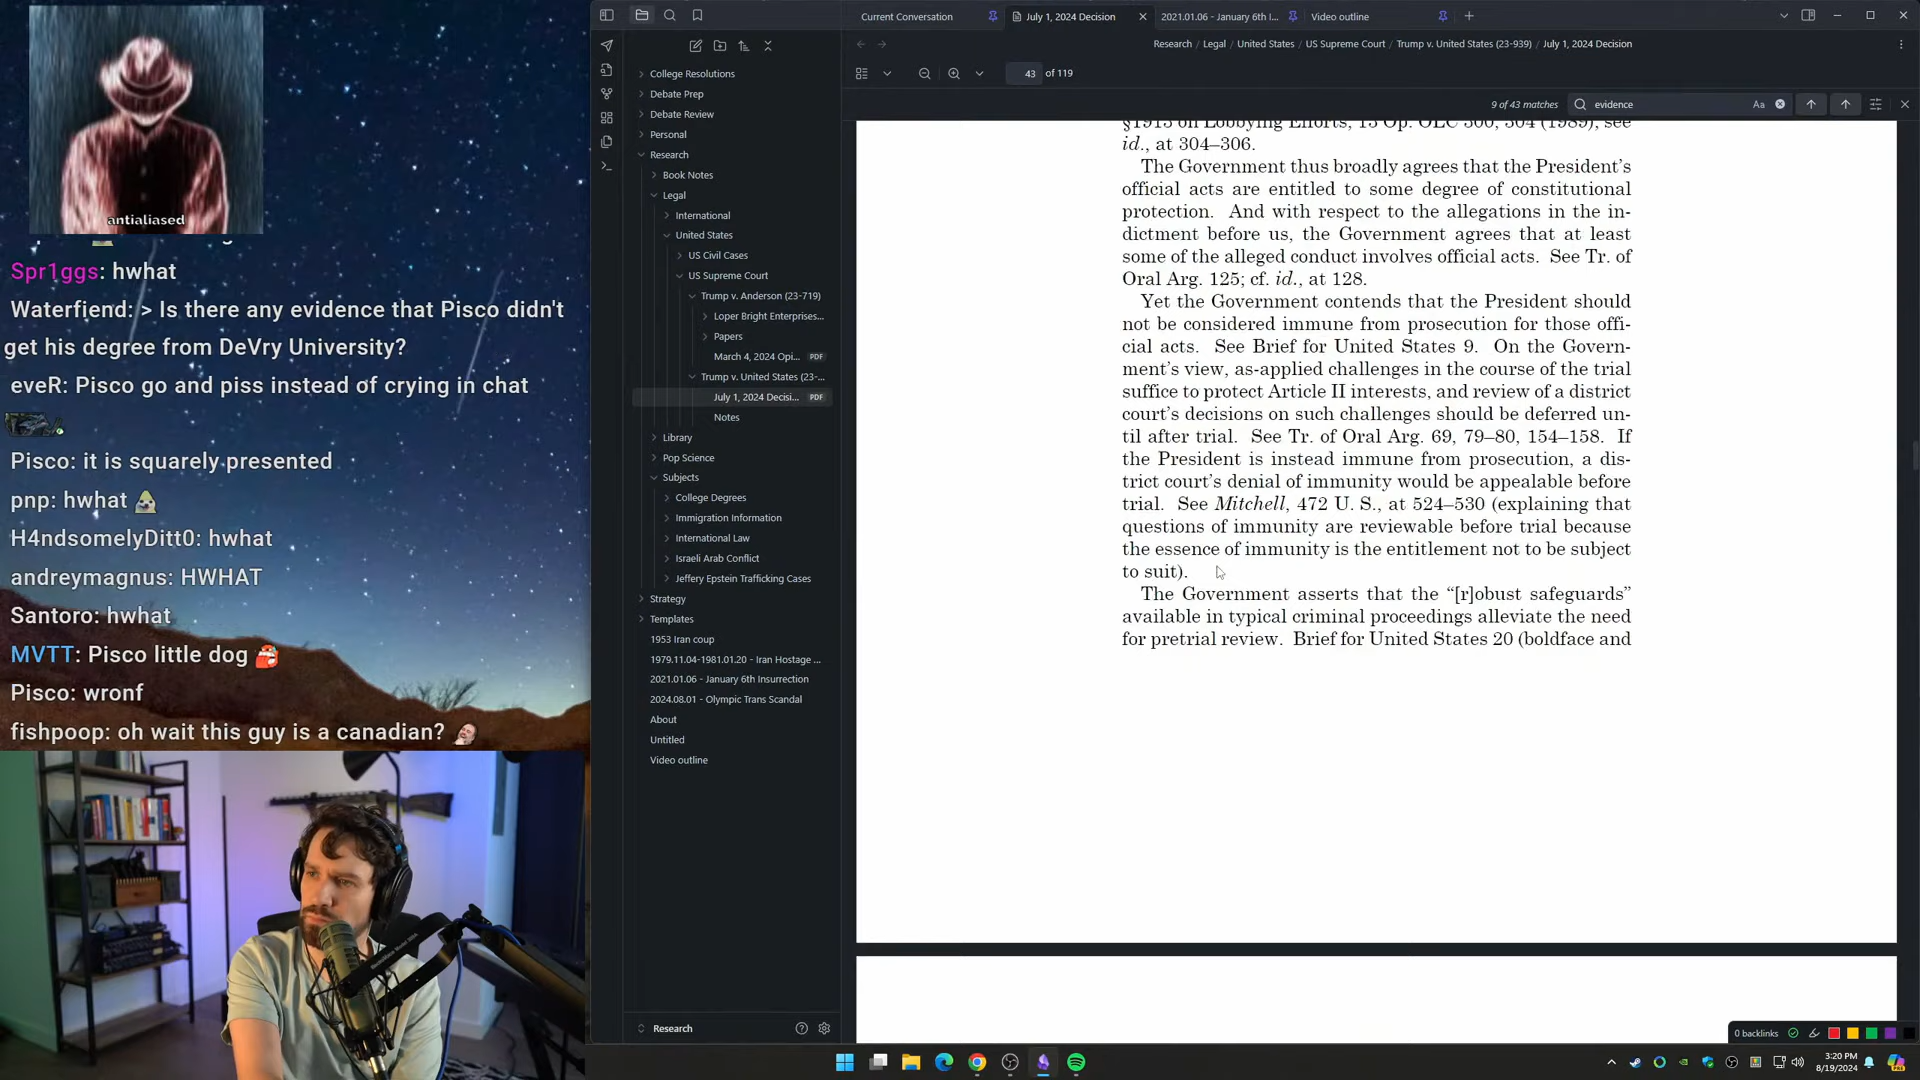 antialiased
Spr1ggs: hwhat
Waterfiend: > Is there any evidence that Pisco didn't
get his degree from DeVry University?
eveR: Pisco go and piss instead of crying in chat
Pisco: it is squarely presented
pnp: hwhat
H4ndsomelyDitt0: hwhat
andreymagnus: HWHAT
Santoro: hwhat
MVTT: Pisco little dog
Pisco: wronf
fishpoop: oh wait this guy is a canadian?
College Resolutions
Debate Prep
Debate Review
Personal
Research
Book Notes
Legal
International
United States
US Civil Cases
US Supreme Court
Trump v. Anderson (23-719)
Loper Bright Enterprises...
Papers
March 4, 2024 Opi... PDF
Trump v. United States (23-...
July 1, 2024 Decisi... PDF
Notes
Library
Pop Science
Subjects
College Degrees
Immigration Information
International Law
Israeli Arab Conflict
Jeffery Epstein Trafficking Cases
Strategy
Templates
1953 Iran coup
1979.11.04-1981.01.20 - Iran Hostage ...
2021.01.06 - January 6th Insurrection
2024.08.01 - Olympic Trans Scandal
About
Untitled
Video outline
Research
Current Conversation
July 1, 2024 Decision
2021.01.06 - January 6th I...
Video outline
Research / Legal / United States / US Supreme Court / Trump v. United States (23-939) / July 1, 2024 Decision
43 of 119
9 of 43 matches
evidence
Aa
§1913 on Lobbying Efforts, 13 Op. OLC 300, 304 (1989); see
id., at 304–306.
The Government thus broadly agrees that the President's
official acts are entitled to some degree of constitutional
protection. And with respect to the allegations in the in-
dictment before us, the Government agrees that at least
some of the alleged conduct involves official acts. See Tr. of
Oral Arg. 125; cf. id., at 128.
Yet the Government contends that the President should
not be considered immune from prosecution for those offi-
cial acts. See Brief for United States 9. On the Govern-
ment's view, as-applied challenges in the course of the trial
suffice to protect Article II interests, and review of a district
court's decisions on such challenges should be deferred un-
til after trial. See Tr. of Oral Arg. 69, 79–80, 154–158. If
the President is instead immune from prosecution, a dis-
trict court's denial of immunity would be appealable before
trial. See Mitchell, 472 U. S., at 524–530 (explaining that
questions of immunity are reviewable before trial because
the essence of immunity is the entitlement not to be subject
to suit).
The Government asserts that the “[r]obust safeguards”
available in typical criminal proceedings alleviate the need
for pretrial review. Brief for United States 20 (boldface and
0 backlinks
3:20 PM
8/19/2024